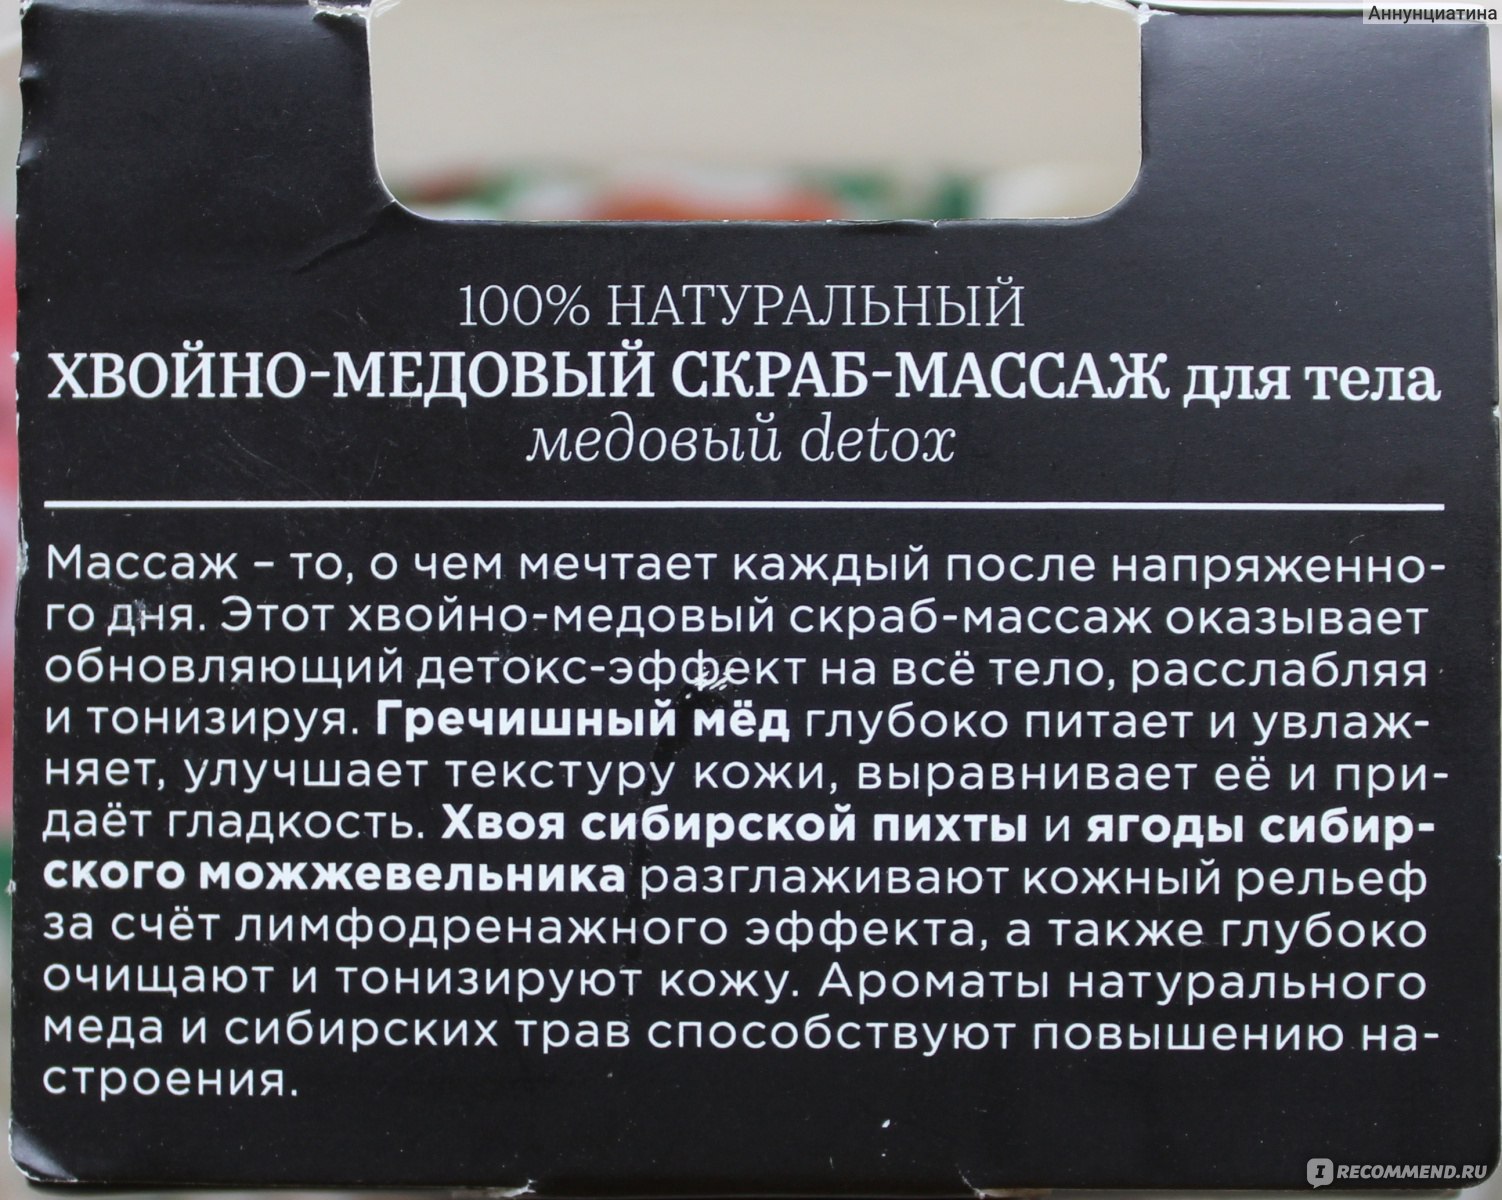 Аннунциатина
100% НАТУРАЛЬНЫЙ
ХВОЙНО-МЕДОВЫЙ СКРАБ-МАССАЖ для тела
медовый detox
Массаж – то, о чем мечтает каждый после напряженно-
го дня. Этот хвойно-медовый скраб-массаж оказывает
обновляющий детокс-эффект на всё тело, расслабляя
и тонизируя. Гречишный мёд глубоко питает и увлаж-
няет, улучшает текстуру кожи, выравнивает её и при-
даёт гладкость. Хвоя сибирской пихты и ягоды сибир-
ского можжевельника разглаживают кожный рельеф
за счёт лимфодренажного эффекта, а также глубоко
очищают и тонизируют кожу. Ароматы натурального
меда и сибирских трав способствуют повышению на-
строения.
IRECOMMEND.RU